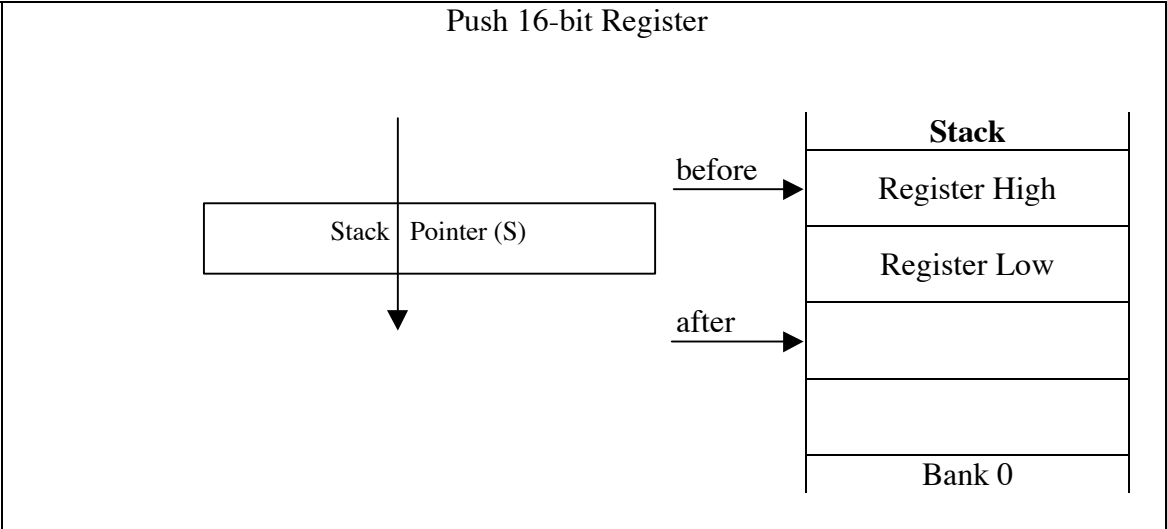 Push 16-bit Register
Stack
before
Register High
Stack Pointer (S)
Register Low
after
Bank 0